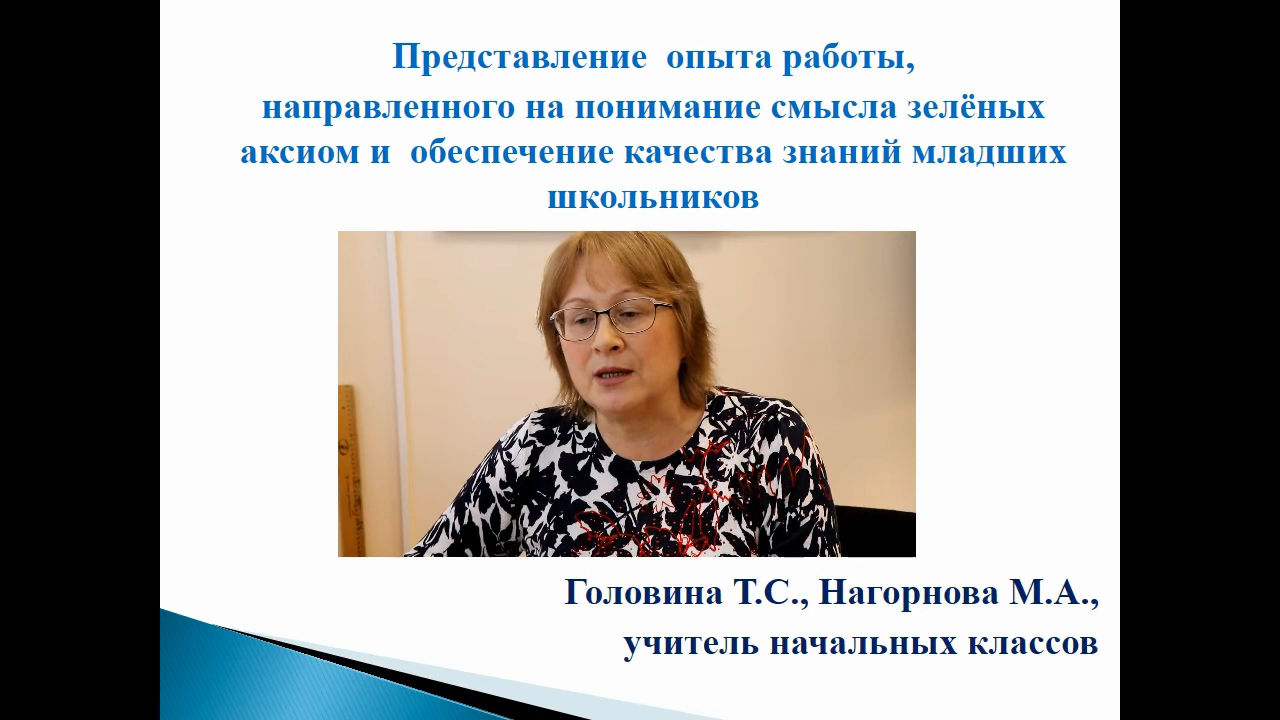 Представление опыта работы,
направленного на понимание смысла зелёных
аксиом и обеспечение качества знаний младших
школьников
Головина Т.С., Нагорнова М.А.,
учитель начальных классов